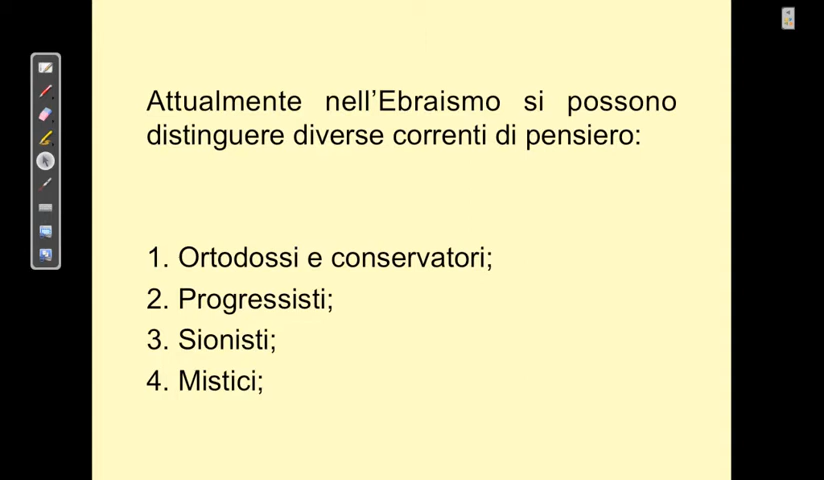 Attualmente nell’Ebraismo si possono
distinguere diverse correnti di pensiero:
1. Ortodossi e conservatori;
2. Progressisti;
3. Sionisti;
4. Mistici;